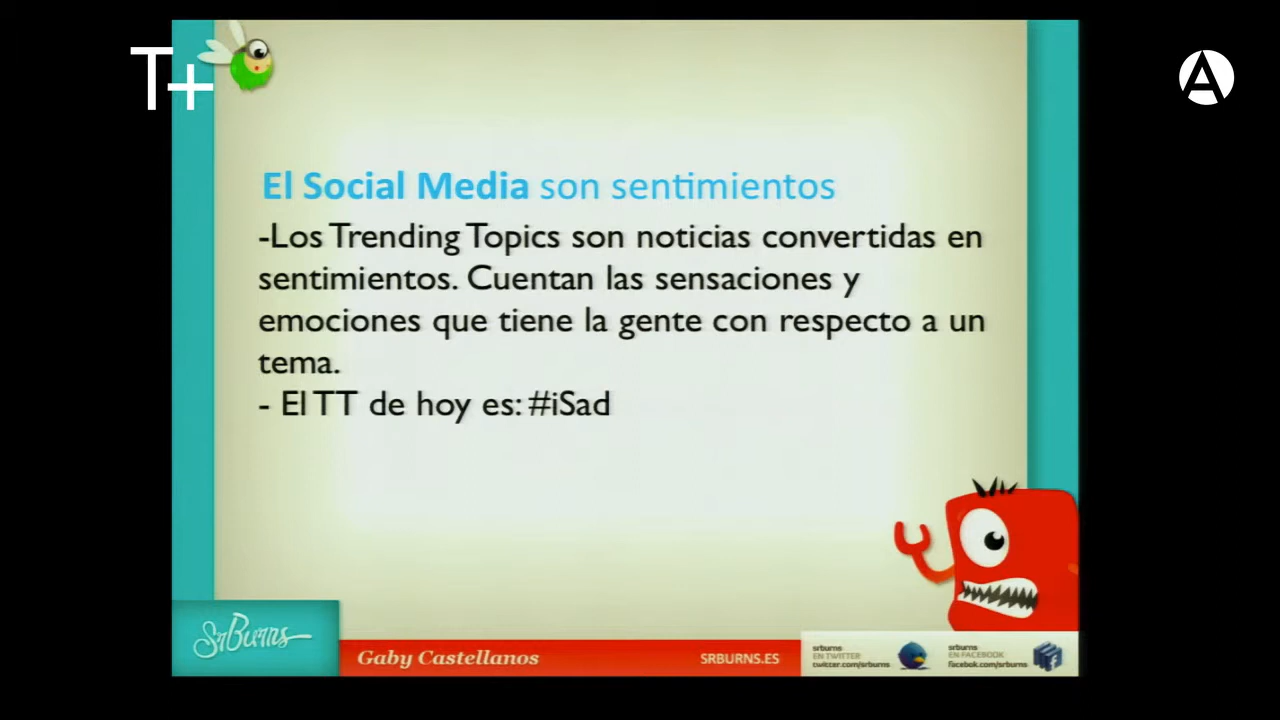 T+
A
El Social Media son sentimientos
-Los Trending Topics son noticias convertidas en
sentimientos. Cuentan las sensaciones y
emociones que tiene la gente con respecto a un
tema.
- El TT de hoy es: #iSad
SrBurns
Gaby Castellanos
SRBURNS.ES
srburns
EN TWITTER
twitter.com/srburns
srburns
EN FACEBOOK
facebok.com/srburns